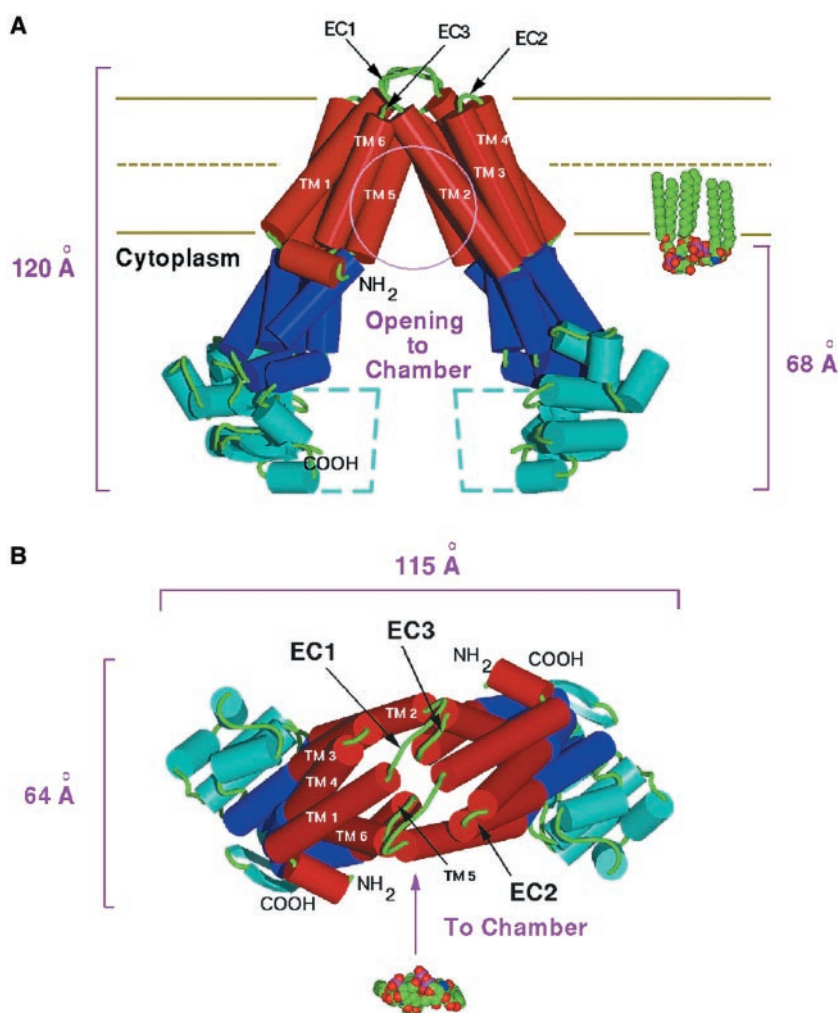 A
EC1
EC3
EC2
TM 6
TM 4
TM 1
TM 5
TM 2
TM 3
120 Å
Cytoplasm
NH2
Opening
to
Chamber
68 Å
COOH
B
115 Å
EC1
EC3
NH2
COOH
TM 2
TM 3
64 Å
TM 4
TM 1
TM 6
NH2
TM 5
EC2
COOH
To Chamber